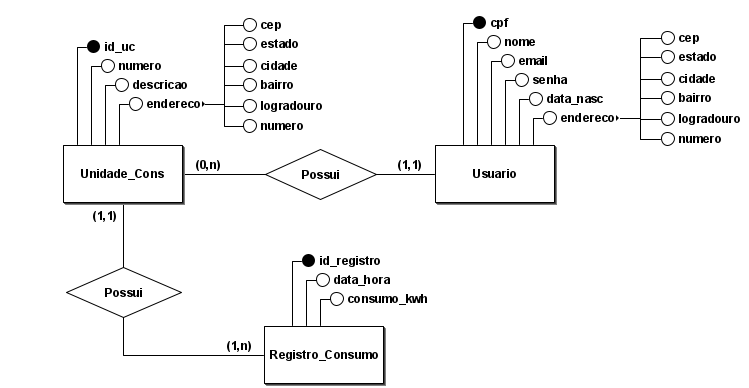 id_uc
numero
descricao
endereco
cep
estado
cidade
bairro
logradouro
numero
cpf
nome
email
senha
data_nasc
endereco
cep
estado
cidade
bairro
logradouro
numero
Unidade_Cons
(0,n)
Possui
(1,1)
Usuario
(1,1)
Possui
(1,n)
id_registro
data_hora
consumo_kwh
Registro_Consumo